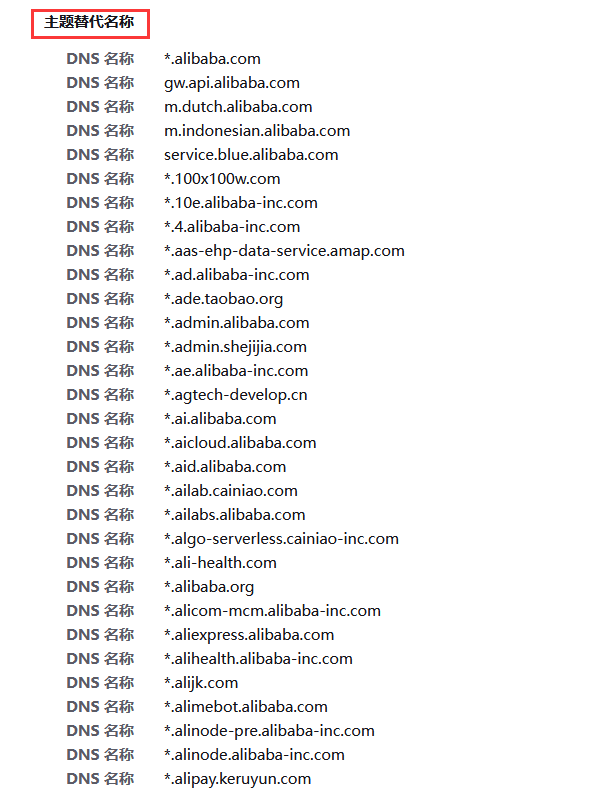 主题替代名称
DNS 名称 *.alibaba.com
DNS 名称 gw.api.alibaba.com
DNS 名称 m.dutch.alibaba.com
DNS 名称 m.indonesian.alibaba.com
DNS 名称 service.blue.alibaba.com
DNS 名称 *.100x100w.com
DNS 名称 *.10e.alibaba-inc.com
DNS 名称 *.4.alibaba-inc.com
DNS 名称 *.aas-ehp-data-service.amap.com
DNS 名称 *.ad.alibaba-inc.com
DNS 名称 *.ade.taobao.org
DNS 名称 *.admin.alibaba.com
DNS 名称 *.admin.shejijia.com
DNS 名称 *.ae.alibaba-inc.com
DNS 名称 *.agtech-develop.cn
DNS 名称 *.ai.alibaba.com
DNS 名称 *.aicloud.alibaba.com
DNS 名称 *.aid.alibaba.com
DNS 名称 *.ailab.cainiao.com
DNS 名称 *.ailabs.alibaba.com
DNS 名称 *.algo-serverless.cainiao-inc.com
DNS 名称 *.ali-health.com
DNS 名称 *.alibaba.org
DNS 名称 *.alicom-mcm.alibaba-inc.com
DNS 名称 *.aliexpress.alibaba.com
DNS 名称 *.alihealth.alibaba-inc.com
DNS 名称 *.alijk.com
DNS 名称 *.alimebot.alibaba.com
DNS 名称 *.alinode-pre.alibaba-inc.com
DNS 名称 *.alinode.alibaba-inc.com
DNS 名称 *.alipay.keruyun.com